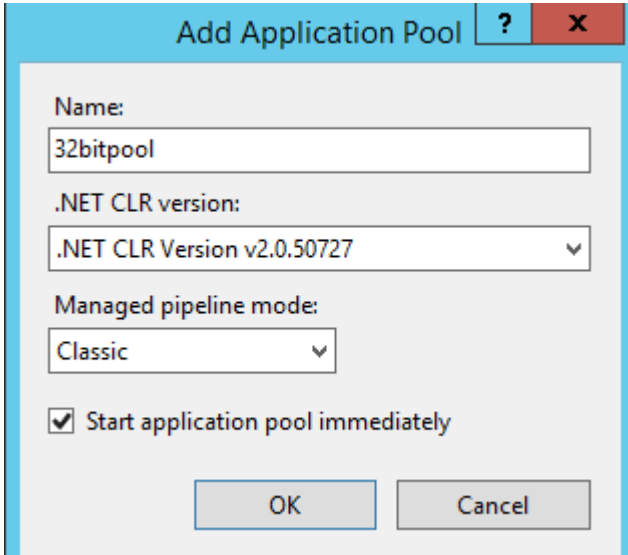 Add Application Pool ? x
Name:
32bitpool
.NET CLR version:
.NET CLR Version v2.0.50727
Managed pipeline mode:
Classic
Start application pool immediately
OK Cancel